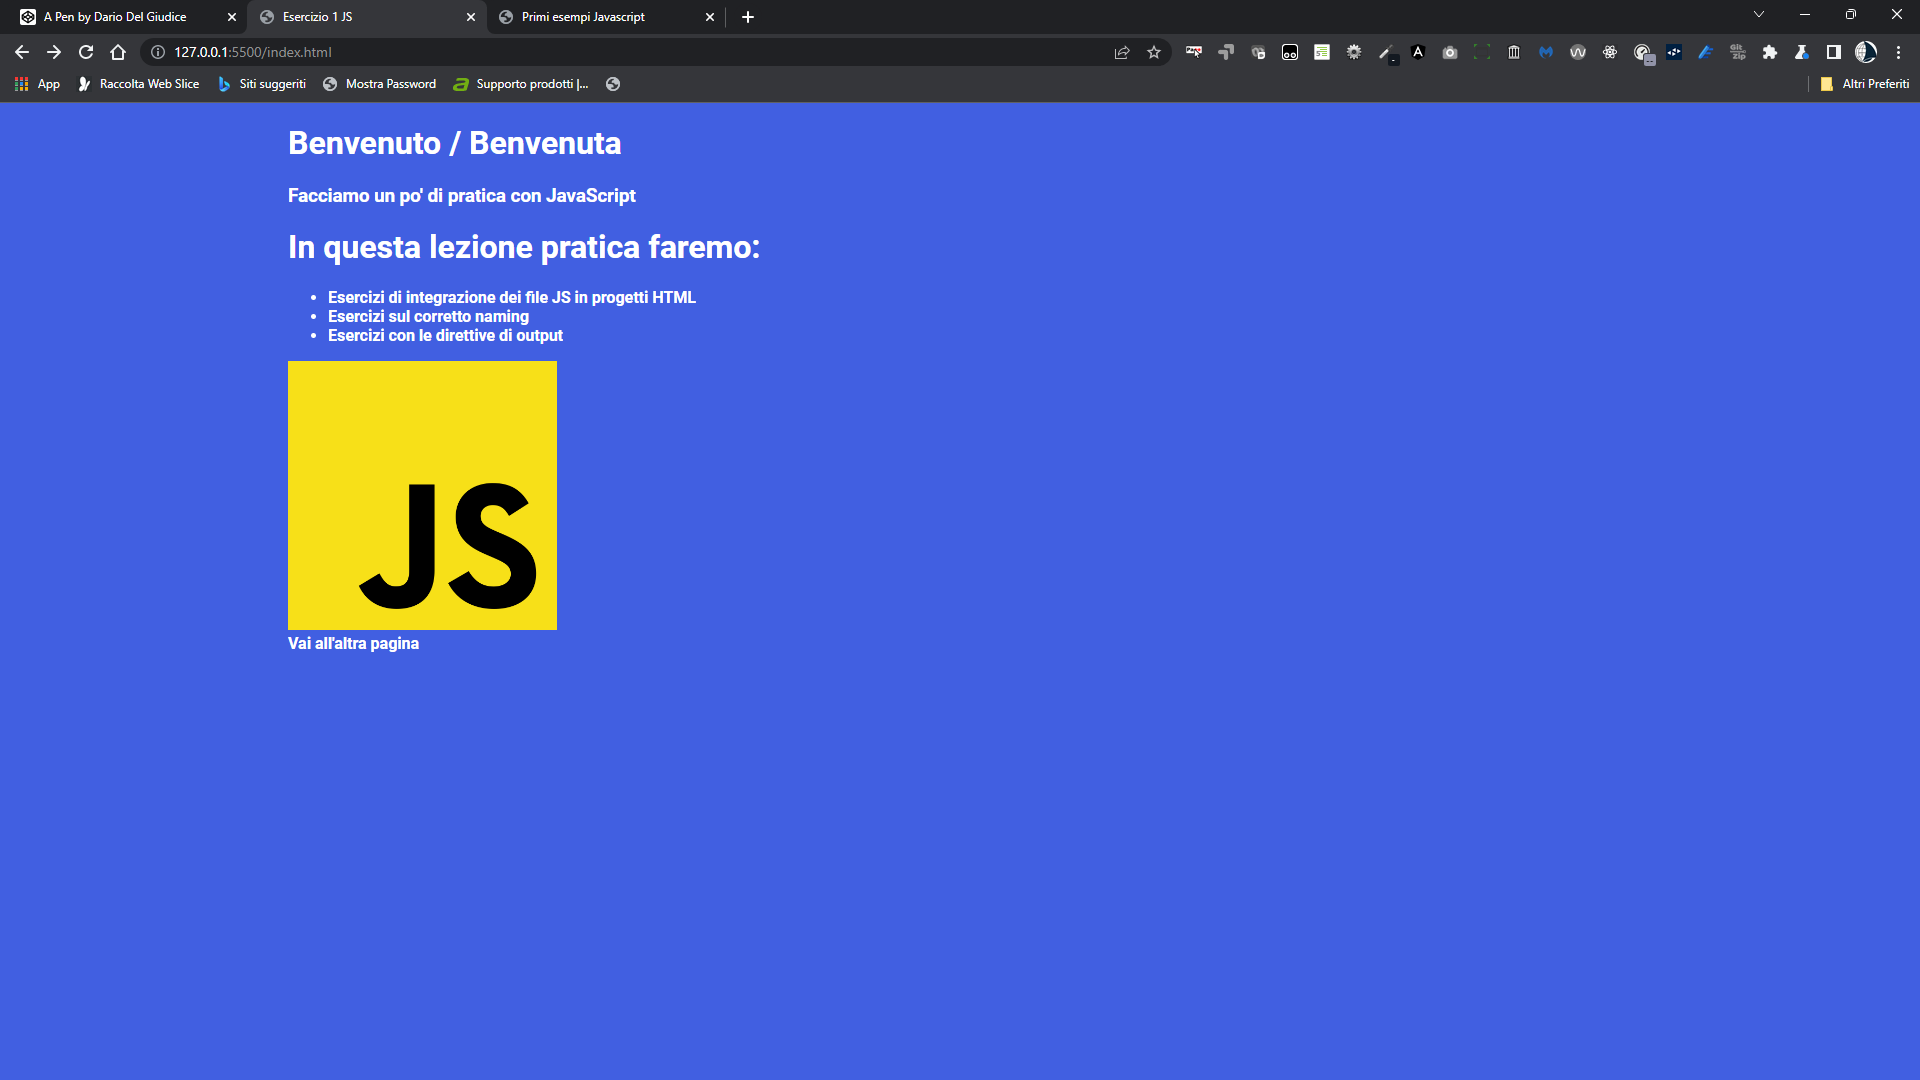 A Pen by Dario Del Giudice
Esercizio 1 JS
Primi esempi Javascript
127.0.0.1:5500/index.html
App
Raccolta Web Slice
Siti suggeriti
Mostra Password
Supporto prodotti |...
Altri Preferiti
Benvenuto / Benvenuta
Facciamo un po' di pratica con JavaScript
In questa lezione pratica faremo:
• Esercizi di integrazione dei file JS in progetti HTML
• Esercizi sul corretto naming
• Esercizi con le direttive di output
JS
Vai all'altra pagina